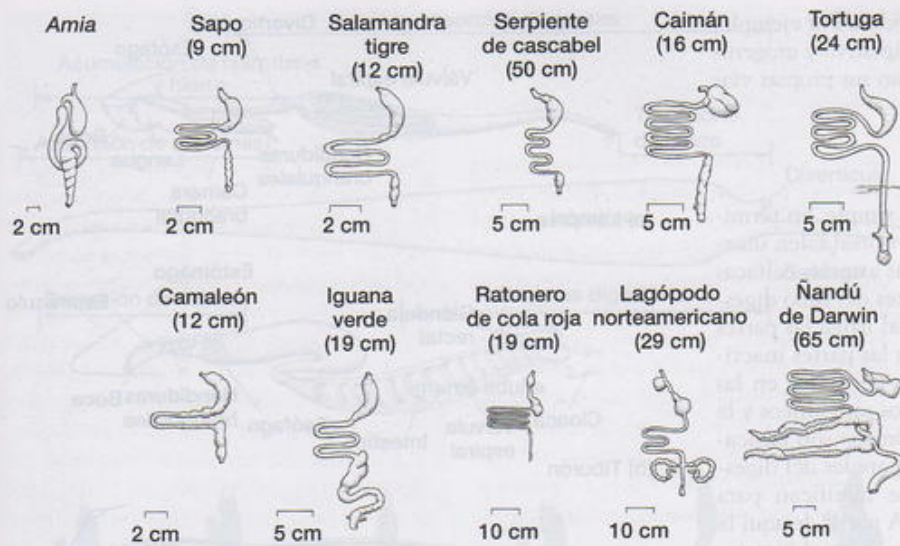 Amia
Sapo
(9 cm)
Salamandra
tigre
(12 cm)
Serpiente
de cascabel
(50 cm)
Caimán
(16 cm)
Tortuga
(24 cm)
2 cm
2 cm
2 cm
5 cm
5 cm
5 cm
Camaleón
(12 cm)
Iguana
verde
(19 cm)
Ratonero
de cola roja
(19 cm)
Lagópodo
norteamericano
(29 cm)
Ñandú
de Darwin
(65 cm)
2 cm
5 cm
10 cm
10 cm
5 cm